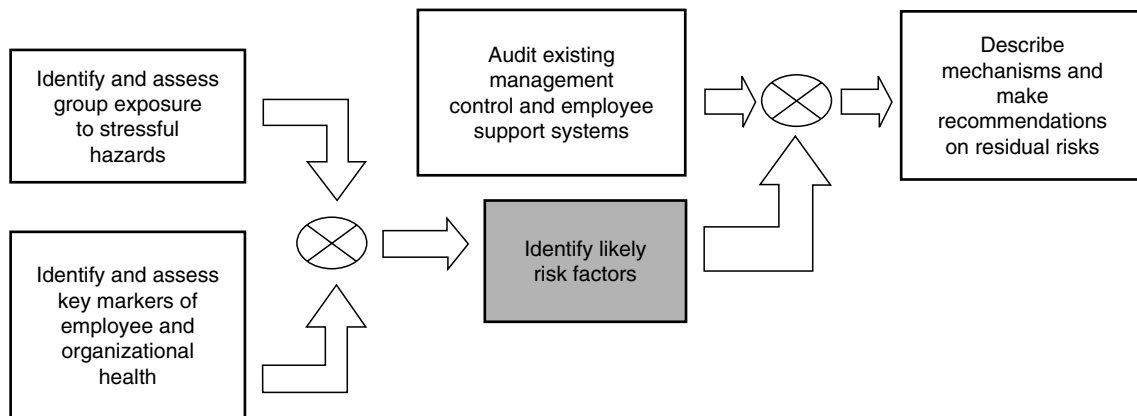 Identify and assess
group exposure
to stressful
hazards
Identify and assess
key markers of
employee and
organizational
health
Audit existing
management
control and employee
support systems
Identify likely
risk factors
Describe
mechanisms and
make
recommendations
on residual risks